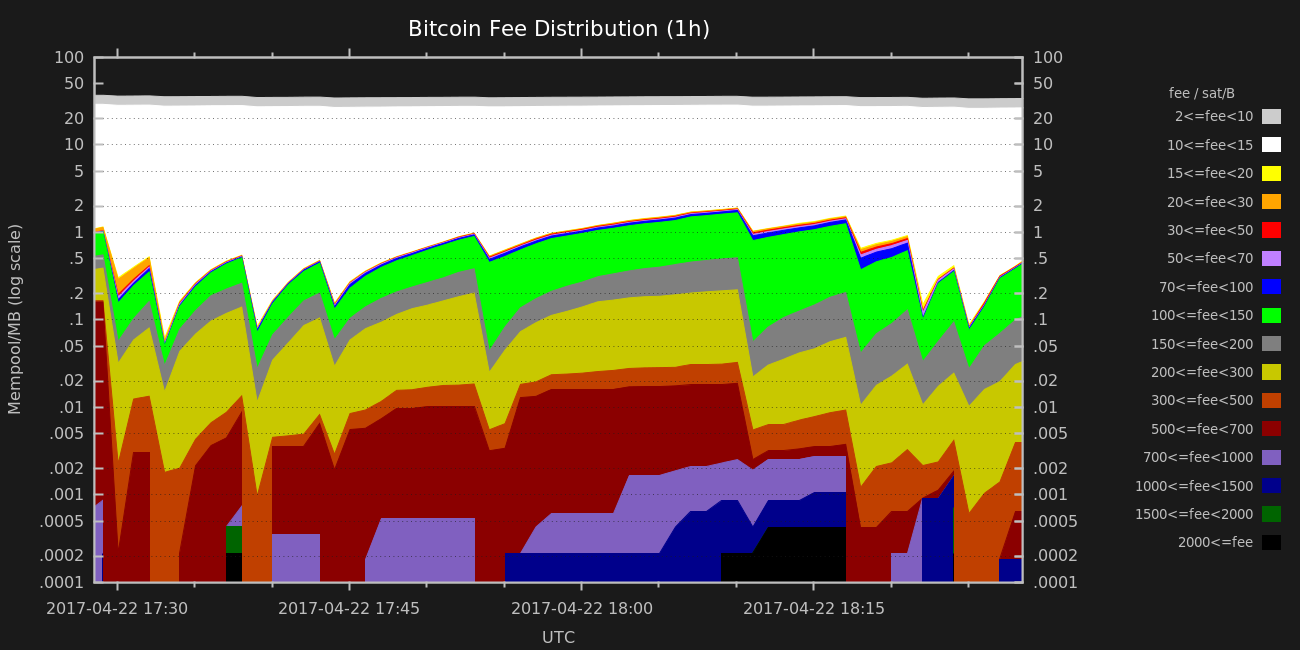 Bitcoin Fee Distribution (1h)
100 100
50 50
20 20
10 10
5 5
2 2
1 1
.5 .5
.2 .2
.1 .1
.05 .05
.02 .02
.01 .01
.005 .005
.002 .002
.001 .001
.0005 .0005
.0002 .0002
.0001 .0001
Mempool/MB (log scale)
2017-04-22 17:30 2017-04-22 17:45 2017-04-22 18:00 2017-04-22 18:15
UTC
fee / sat/B
2<=fee<10
10<=fee<15
15<=fee<20
20<=fee<30
30<=fee<50
50<=fee<70
70<=fee<100
100<=fee<150
150<=fee<200
200<=fee<300
300<=fee<500
500<=fee<700
700<=fee<1000
1000<=fee<1500
1500<=fee<2000
2000<=fee